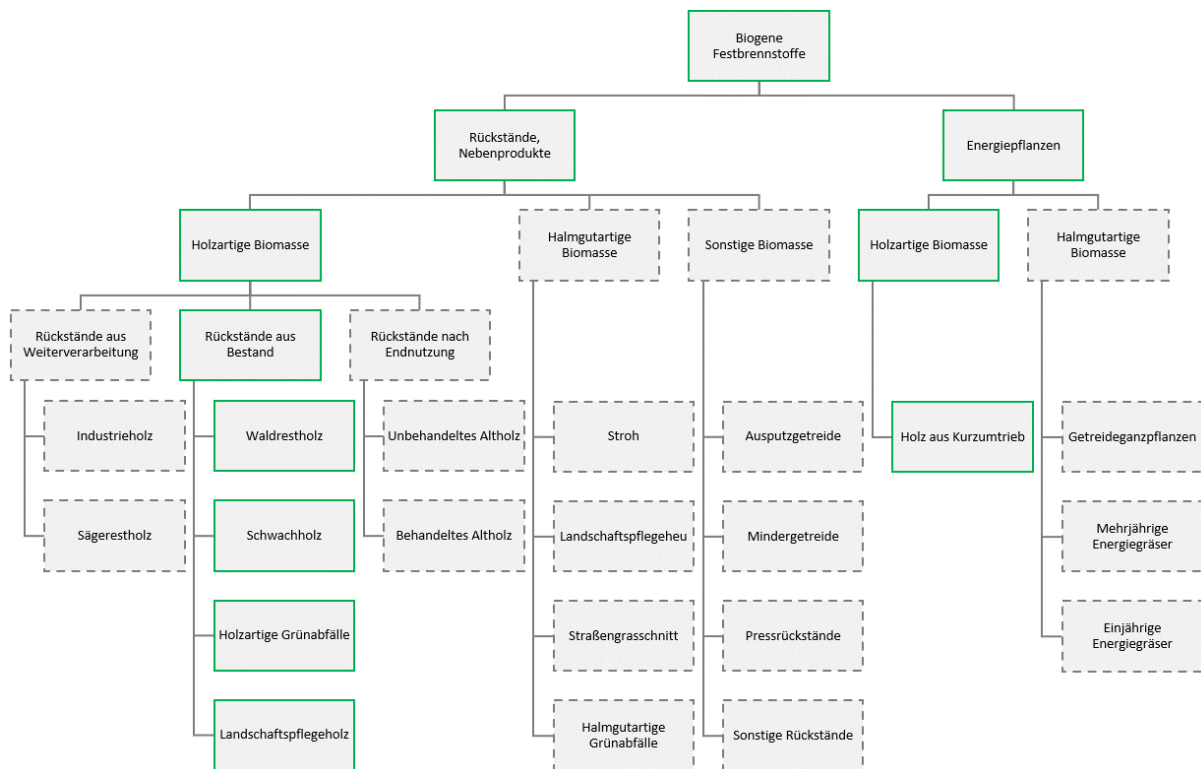 Biogene
Festbrennstoffe
Rückstände,
Nebenprodukte
Energiepflanzen
Holzartige Biomasse
Halmgutartige
Biomasse
Sonstige Biomasse
Holzartige Biomasse
Halmgutartige
Biomasse
Rückstände aus
Weiterverarbeitung
Rückstände aus
Bestand
Rückstände nach
Endnutzung
Industrieholz
Waldrestholz
Unbehandeltes Altholz
Stroh
Ausputzgetreide
Holz aus Kurzumtrieb
Getreideganzpflanzen
Sägerestholz
Schwachholz
Behandeltes Altholz
Landschaftspflegeheu
Mindergetreide
Mehrjährige
Energiegräser
Holzartige Grünabfälle
Straßengrasschnitt
Pressrückstände
Einjährige
Energiegräser
Landschaftspflegeholz
Halmgutartige
Grünabfälle
Sonstige Rückstände